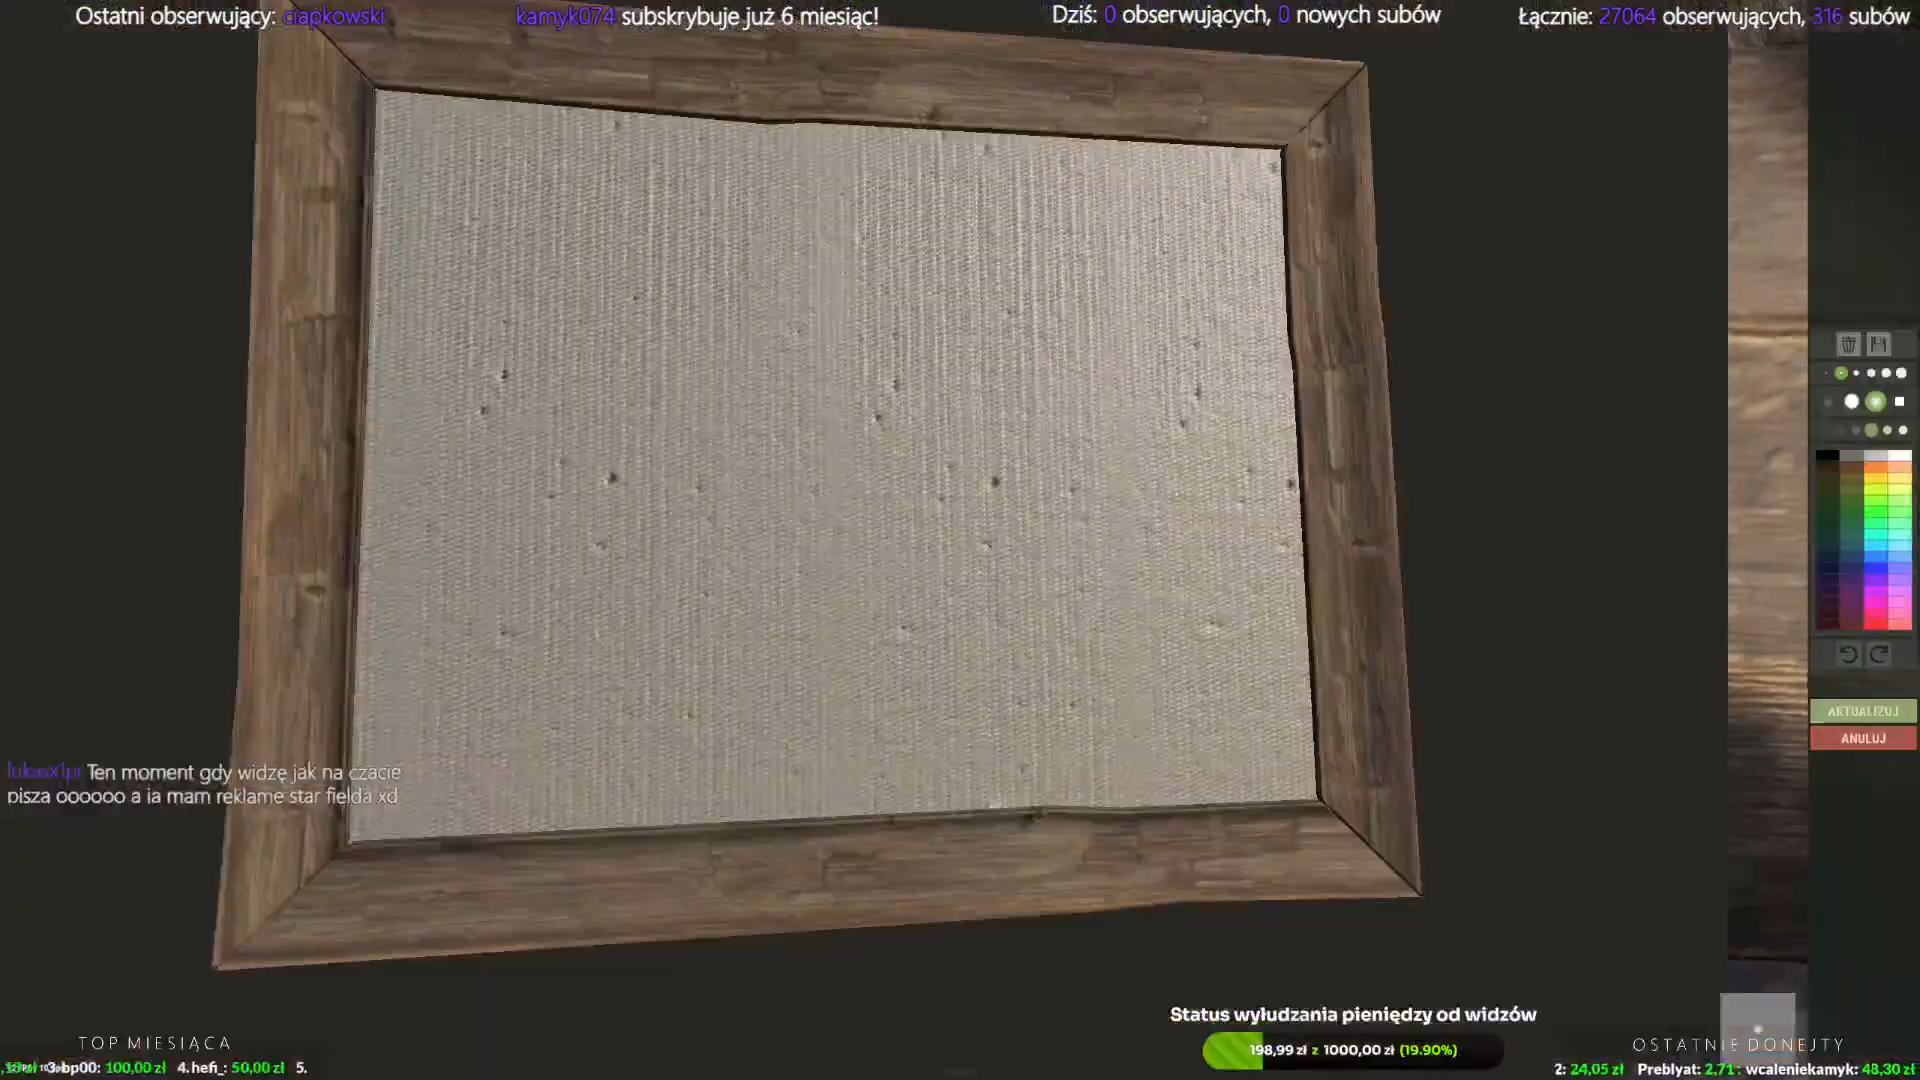 Ostatni obserwujący: ciapkowski
kamyk074 subskrybuje już 6 miesiąc!
Dziś: 0 obserwujących, 0 nowych subów
Łącznie: 27064 obserwujących, 316 subów
AKTUALIZUJ
ANULUJ
Ten moment gdy widzę jak na czacie
pisza oooooo a ja mam reklame star fielda xd
Status wyłudzania pieniędzy od widzów
198,99 zł z 1000,00 zł (19.90%)
TOP MIESIĄCA
3. bp00: 100,00 zł 4. hefi_: 50,00 zł 5.
OSTATNIE DONEJTY
2: 24,05 zł Preblyat: 2,71 wcaleniekamyk: 48,30 zł